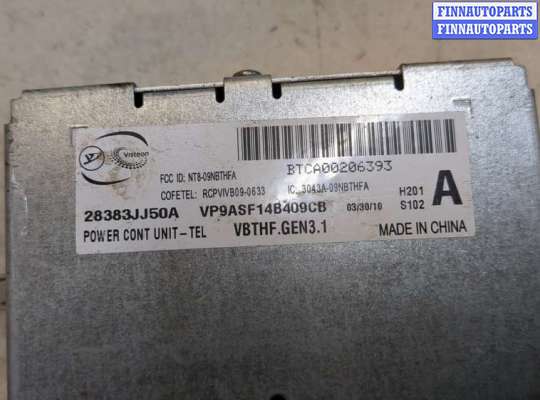 FINNAUTOPARTS
FINNAUTOPARTS
Visteon
FCC ID: NT8-09NBTHFA
BTCA00206393
COFETEL: RCPVIVB09-0633 IC: 3043A-09NBTHFA
28383JJ50A VP9ASF14B409CB 03/30/10
H201
S102
A
POWER CONT UNIT-TEL VBTHF.GEN3.1 MADE IN CHINA